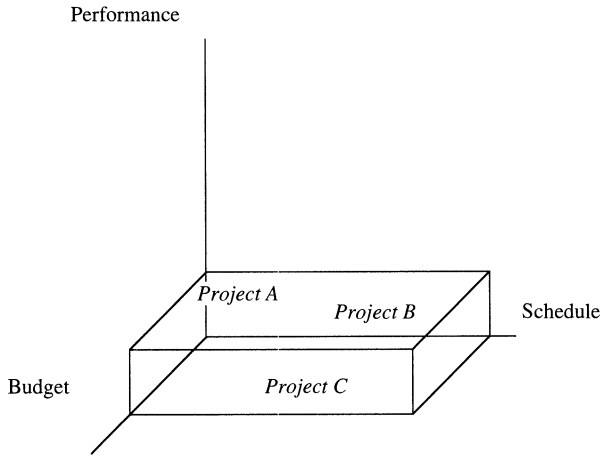 Performance
Project A
Project B
Schedule
Budget
Project C